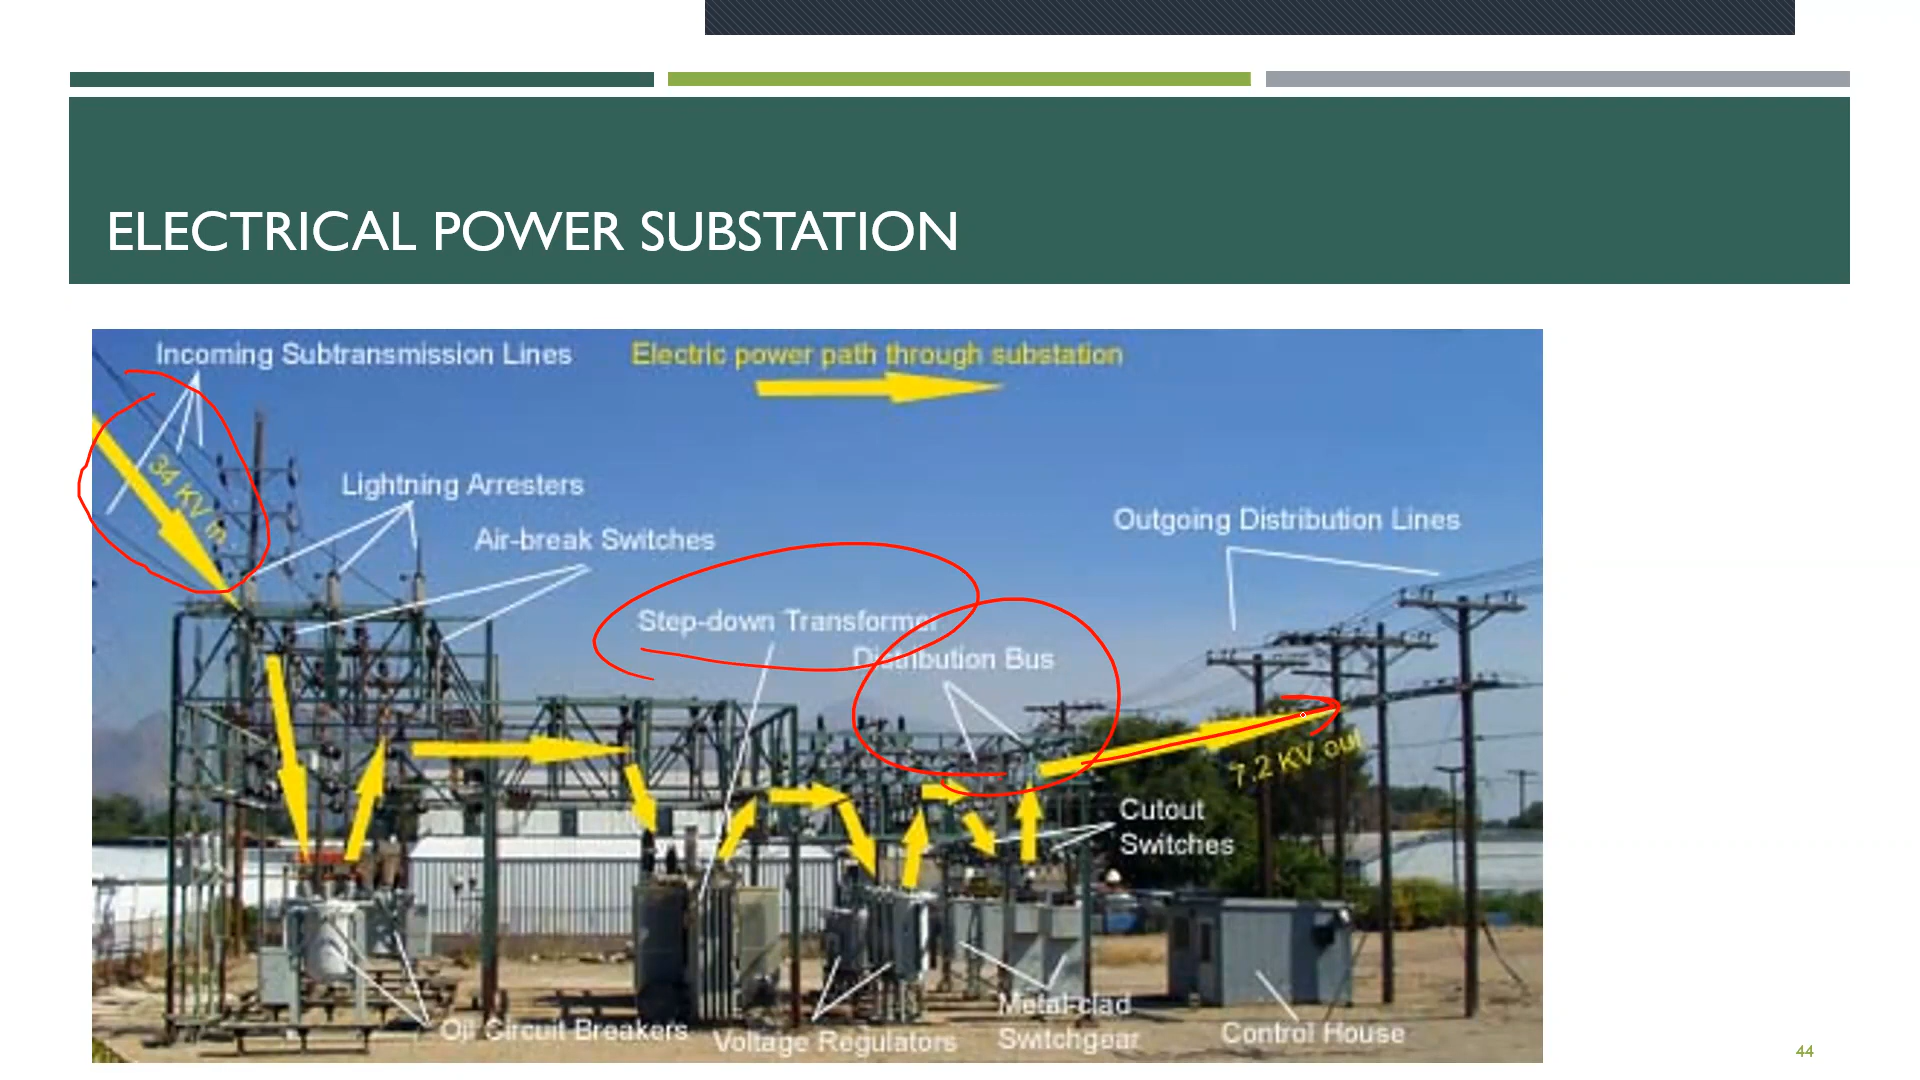 ELECTRICAL POWER SUBSTATION
Incoming Subtransmission Lines
Electric power path through substation
34 KV in
Lightning Arresters
Air-break Switches
Outgoing Distribution Lines
Step-down Transformer
Distribution Bus
7.2 KV out
Cutout
Switches
Metal-clad
Switchgear
Oil Circuit Breakers
Voltage Regulators
Control House
44